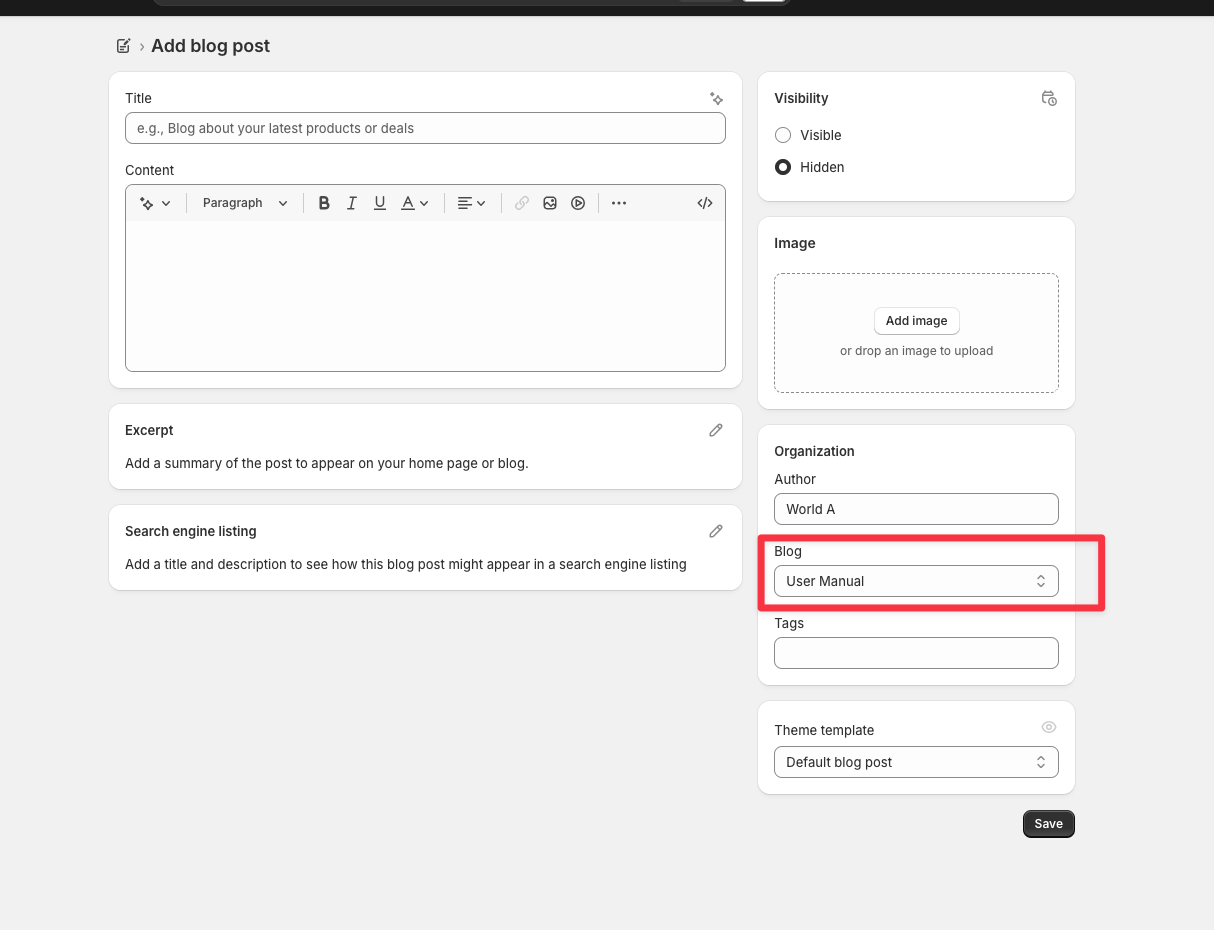 Add blog post
Title
e.g., Blog about your latest products or deals
Content
Paragraph
B I U A
Excerpt
Add a summary of the post to appear on your home page or blog.
Search engine listing
Add a title and description to see how this blog post might appear in a search engine listing
Visibility
Visible
Hidden
Image
Add image
or drop an image to upload
Organization
Author
World A
Blog
User Manual
Tags
Theme template
Default blog post
Save